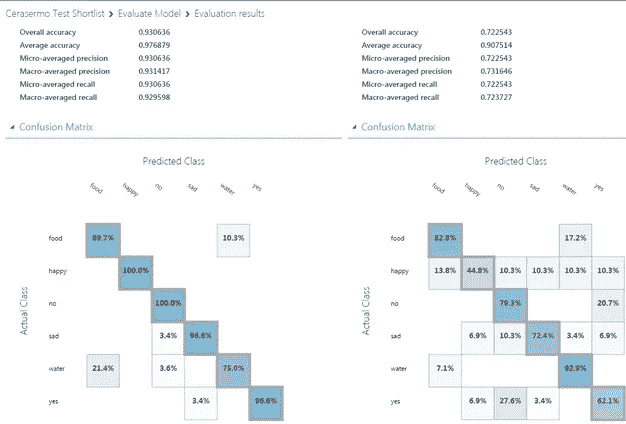 Cerasermo Test Shortlist ❯ Evaluate Model ❯ Evaluation results
Overall accuracy 0.930636
Average accuracy 0.976879
Micro-averaged precision 0.930636
Macro-averaged precision 0.931417
Micro-averaged recall 0.930636
Macro-averaged recall 0.929598
Confusion Matrix
Predicted Class
food happy no sad water yes
Actual Class
food 89.7% 10.3%
happy 100.0%
no 100.0%
sad 3.4% 96.6%
water 21.4% 3.6% 75.0%
yes 3.4% 96.6%
Overall accuracy 0.722543
Average accuracy 0.907514
Micro-averaged precision 0.722543
Macro-averaged precision 0.731646
Micro-averaged recall 0.722543
Macro-averaged recall 0.723727
Confusion Matrix
Predicted Class
food happy no sad water yes
Actual Class
food 82.8% 17.2%
happy 13.8% 44.8% 10.3% 10.3% 10.3% 10.3%
no 79.3% 20.7%
sad 6.9% 10.3% 72.4% 3.4% 6.9%
water 7.1% 92.9%
yes 6.9% 27.6% 3.4% 62.1%